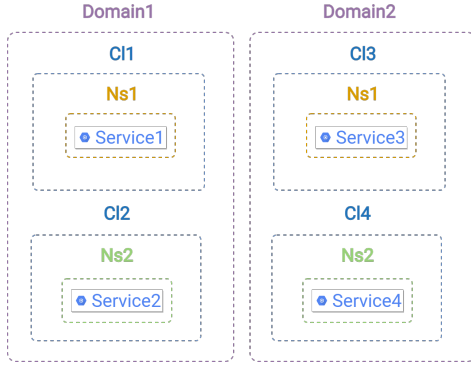 Domain1
Cl1
Ns1
Service1
Cl2
Ns2
Service2
Domain2
Cl3
Ns1
Service3
Cl4
Ns2
Service4